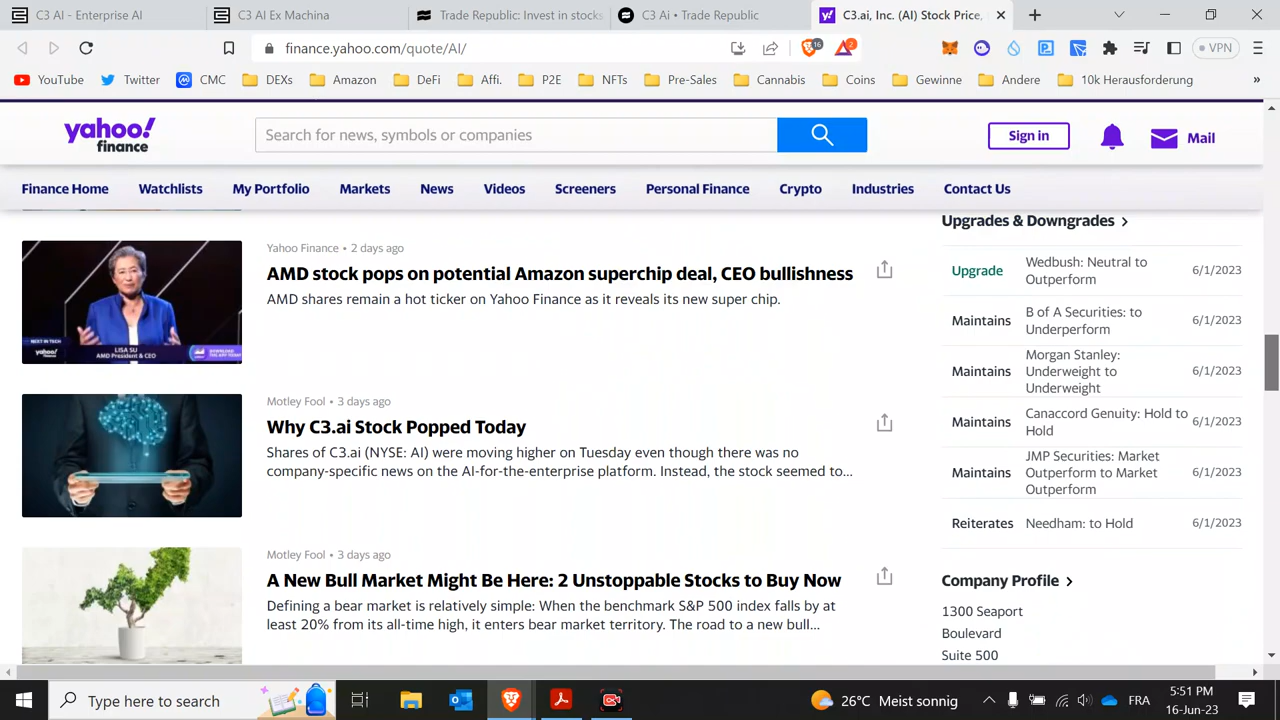 C3 AI - Enterprise AI
C3 AI Ex Machina
Trade Republic: Invest in stocks
C3 Ai • Trade Republic
C3.ai, Inc. (AI) Stock Price,
finance.yahoo.com/quote/AI/
16
2
VPN
YouTube
Twitter
CMC
DEXs
Amazon
DeFi
Affi.
P2E
NFTs
Pre-Sales
Cannabis
Coins
Gewinne
Andere
10k Herausforderung
»
yahoo!
finance
Search for news, symbols or companies
Sign in
Mail
Finance Home
Watchlists
My Portfolio
Markets
News
Videos
Screeners
Personal Finance
Crypto
Industries
Contact Us
Yahoo Finance • 2 days ago
AMD stock pops on potential Amazon superchip deal, CEO bullishness
AMD shares remain a hot ticker on Yahoo Finance as it reveals its new super chip.
NEXT IN TECH
yahoo!
LISA SU
AMD President & CEO
Motley Fool • 3 days ago
Why C3.ai Stock Popped Today
Shares of C3.ai (NYSE: AI) were moving higher on Tuesday even though there was no
company-specific news on the AI-for-the-enterprise platform. Instead, the stock seemed to...
Motley Fool • 3 days ago
A New Bull Market Might Be Here: 2 Unstoppable Stocks to Buy Now
Defining a bear market is relatively simple: When the benchmark S&P 500 index falls by at
least 20% from its all-time high, it enters bear market territory. The road to a new bull...
Upgrades & Downgrades
Upgrade
Wedbush: Neutral to
Outperform
6/1/2023
Maintains
B of A Securities: to
Underperform
6/1/2023
Maintains
Morgan Stanley:
Underweight to
Underweight
6/1/2023
Maintains
Canaccord Genuity: Hold to
Hold
6/1/2023
Maintains
JMP Securities: Market
Outperform to Market
Outperform
6/1/2023
Reiterates
Needham: to Hold
6/1/2023
Company Profile
1300 Seaport
Boulevard
Suite 500
Type here to search
26°C Meist sonnig
FRA
5:51 PM
16-Jun-23